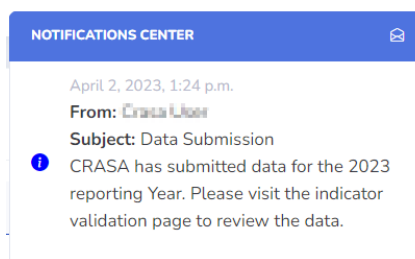 NOTIFICATIONS CENTER
April 2, 2023, 1:24 p.m.
From:
Subject: Data Submission
CRASA has submitted data for the 2023
reporting Year. Please visit the indicator
validation page to review the data.